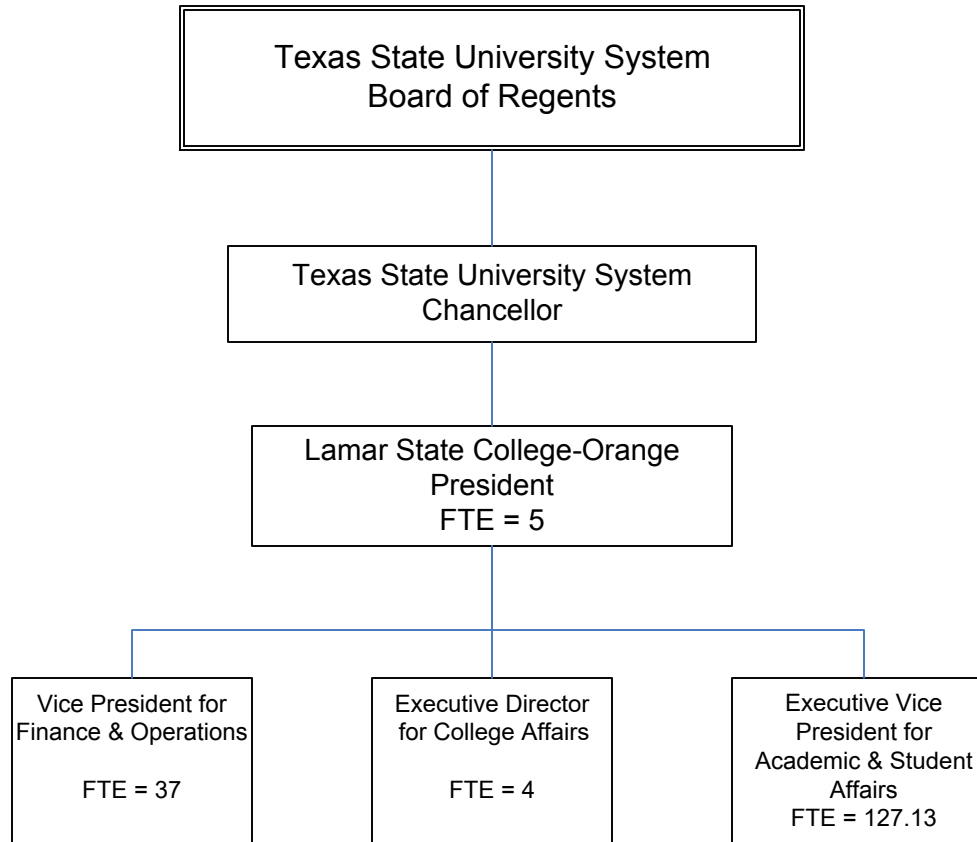 Texas State University System
Board of Regents
Texas State University System
Chancellor
Lamar State College-Orange
President
FTE = 5
Vice President for
Finance & Operations
FTE = 37
Executive Director
for College Affairs
FTE = 4
Executive Vice
President for
Academic & Student
Affairs
FTE = 127.13